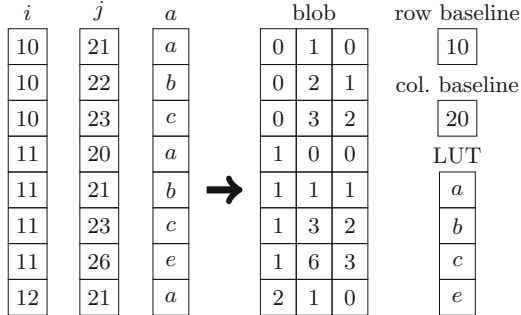 i j a blob row baseline
10 21 a 0 1 0 10
10 22 b 0 2 1 col. baseline
10 23 c 0 3 2 20
11 20 a 1 0 0 LUT
11 21 b 1 1 1 a
11 23 c 1 3 2 b
11 26 e 1 6 3 c
12 21 a 2 1 0 e